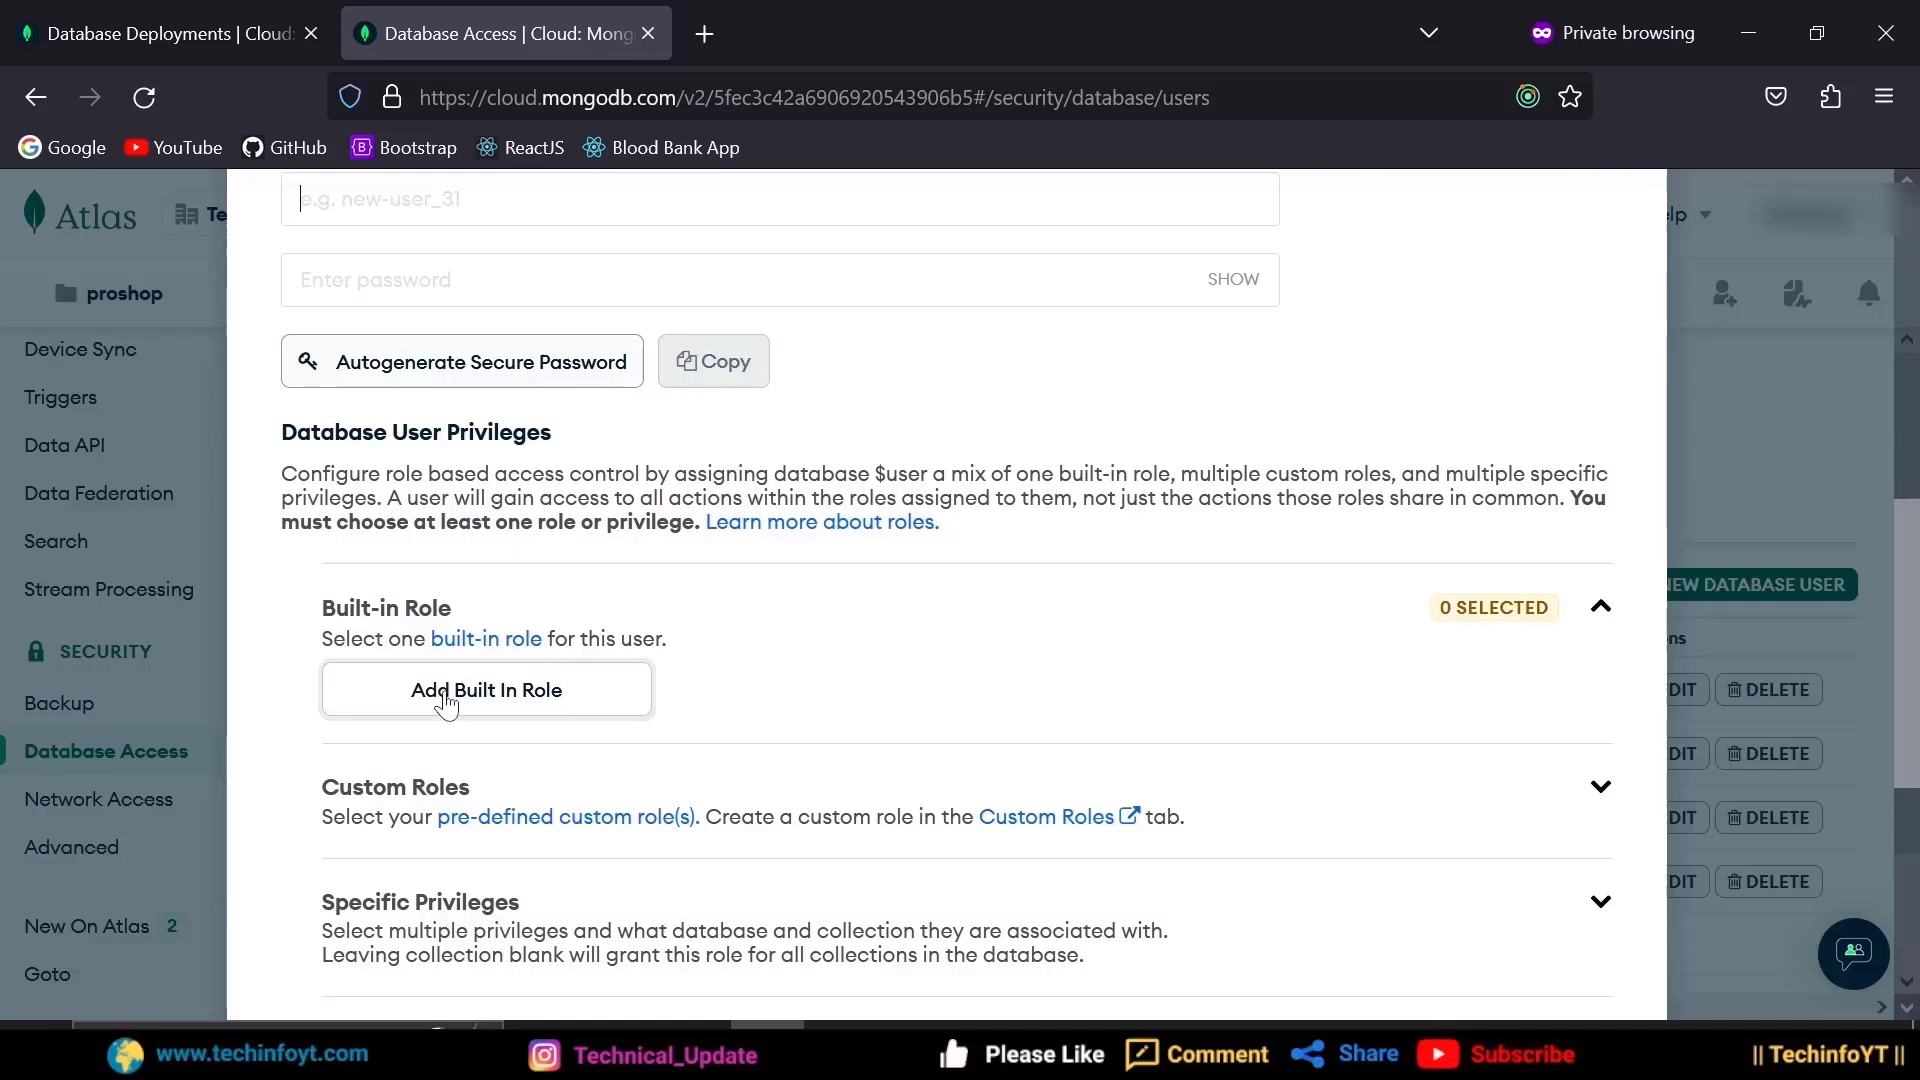 Database Deployments | Cloud:
Database Access | Cloud: Mong
Private browsing
https://cloud.mongodb.com/v2/5fec3c42a6906920543906b5#/security/database/users
Google
YouTube
GitHub
Bootstrap
ReactJS
Blood Bank App
Atlas
Te
elp
e.g. new-user_31
Enter password
SHOW
proshop
Device Sync
Autogenerate Secure Password
Copy
Triggers
Database User Privileges
Data API
Configure role based access control by assigning database $user a mix of one built-in role, multiple custom roles, and multiple specific
privileges. A user will gain access to all actions within the roles assigned to them, not just the actions those roles share in common. You
must choose at least one role or privilege. Learn more about roles.
Data Federation
Search
Stream Processing
NEW DATABASE USER
Built-in Role
0 SELECTED
Select one built-in role for this user.
ns
SECURITY
Add Built In Role
DIT
DELETE
Backup
Database Access
DIT
DELETE
Custom Roles
Select your pre-defined custom role(s). Create a custom role in the Custom Roles tab.
Network Access
DIT
DELETE
Advanced
Specific Privileges
DIT
DELETE
Select multiple privileges and what database and collection they are associated with.
Leaving collection blank will grant this role for all collections in the database.
New On Atlas 2
Goto
www.techinfoyt.com
Technical_Update
Please Like
Comment
Share
Subscribe
|| TechinfoYT ||